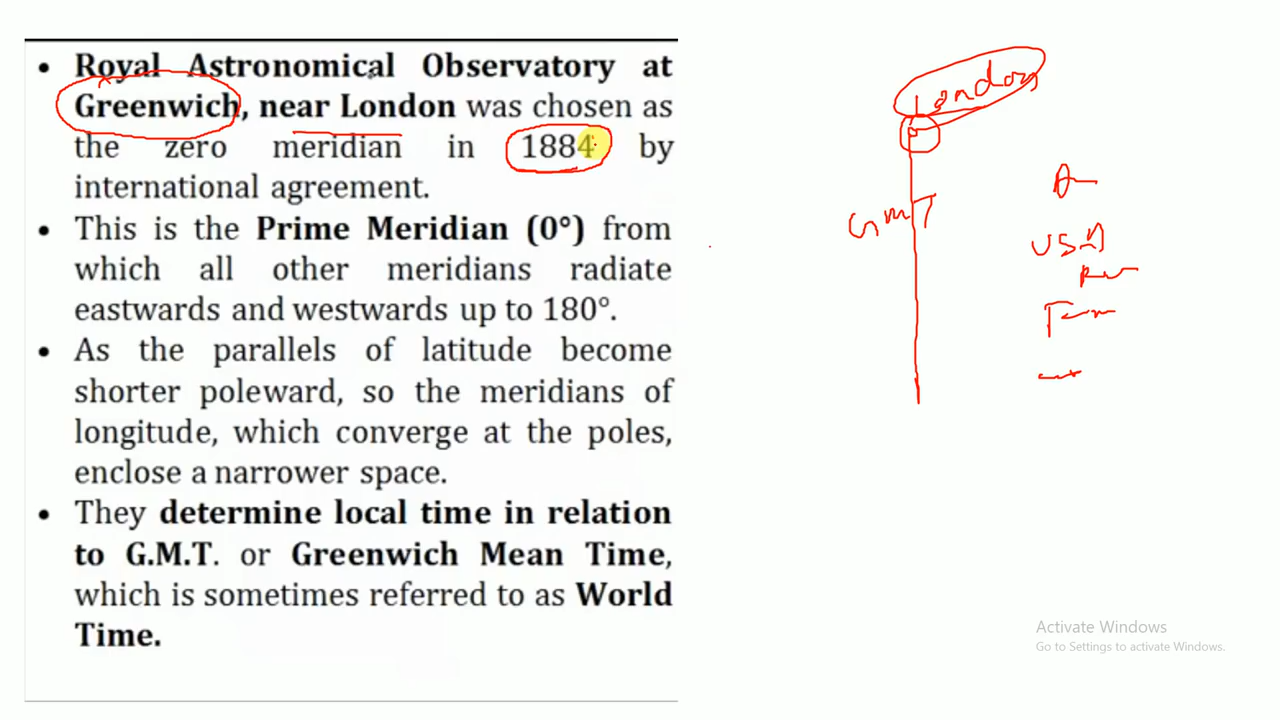 • Royal Astronomical Observatory at
Greenwich, near London was chosen as
the zero meridian in 1884 by
international agreement.
• This is the Prime Meridian (0°) from
which all other meridians radiate
eastwards and westwards up to 180°.
• As the parallels of latitude become
shorter poleward, so the meridians of
longitude, which converge at the poles,
enclose a narrower space.
• They determine local time in relation
to G.M.T. or Greenwich Mean Time,
which is sometimes referred to as World
Time.
London
GMT
USA
Activate Windows
Go to Settings to activate Windows.